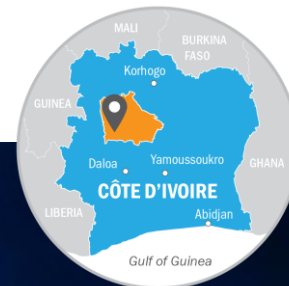 MALI
BURKINA
FASO
Korhogo
GUINEA
Daloa
Yamoussoukro
GHANA
CÔTE D'IVOIRE
LIBERIA
Abidjan
Gulf of Guinea